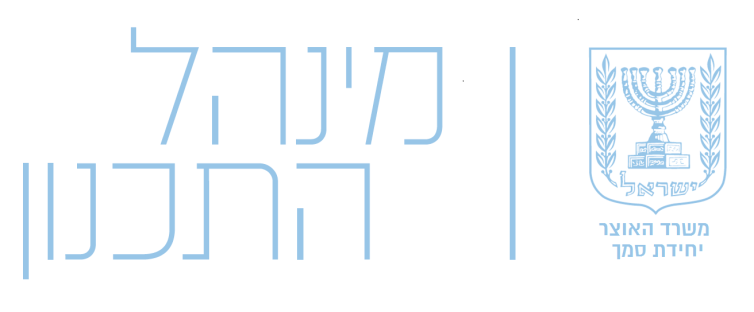 מינהל
התכנון
ישראל
משרד האוצר
יחידת סמך